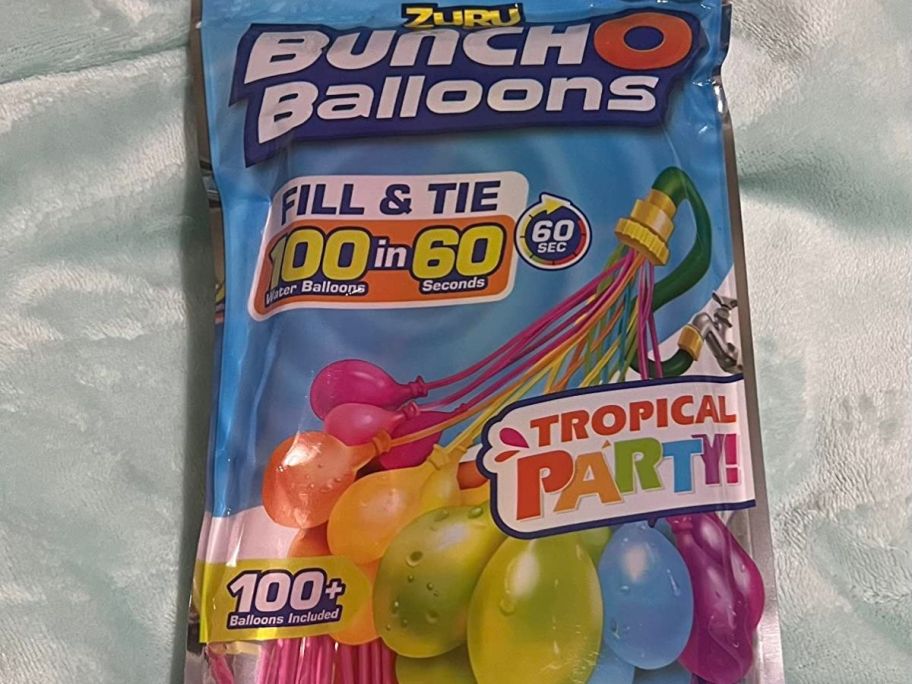 ZURU
BUNCH O
Balloons
FILL & TIE
100 in 60
Water Balloons Seconds
60
SEC
TROPICAL
PARTY!
100+
Balloons Included